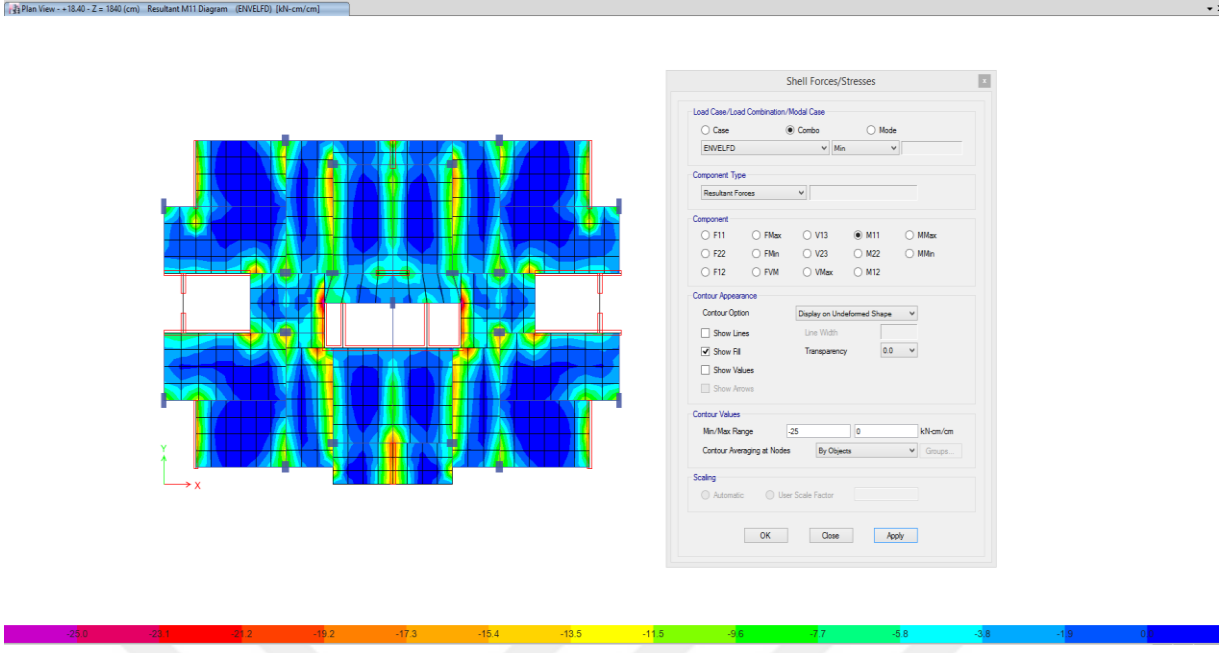 Plan View - +18.40 - Z = 1840 (cm) Resultant M11 Diagram (ENVELFD) [kN-cm/cm]
Shell Forces/Stresses
x
Load Case/Load Combination/Modal Case
Case Combo Mode
ENVELFD Min
Component Type
Resultant Forces
Component
F11 FMax V13 M11 MMax
F22 FMin V23 M22 MMin
F12 FVM VMax M12
Contour Appearance
Contour Option Display on Undeformed Shape
Show Lines Line Width
Show Fill Transparency 0.0
Show Values
Show Arrows
Contour Values
Min/Max Range -25 0 kN-cm/cm
Contour Averaging at Nodes By Objects Groups...
Scaling
Automatic User Scale Factor
OK Close Apply
Y
X
-25.0 -23.1 -21.2 -19.2 -17.3 -15.4 -13.5 -11.5 -9.6 -7.7 -5.8 -3.8 -1.9 0.0